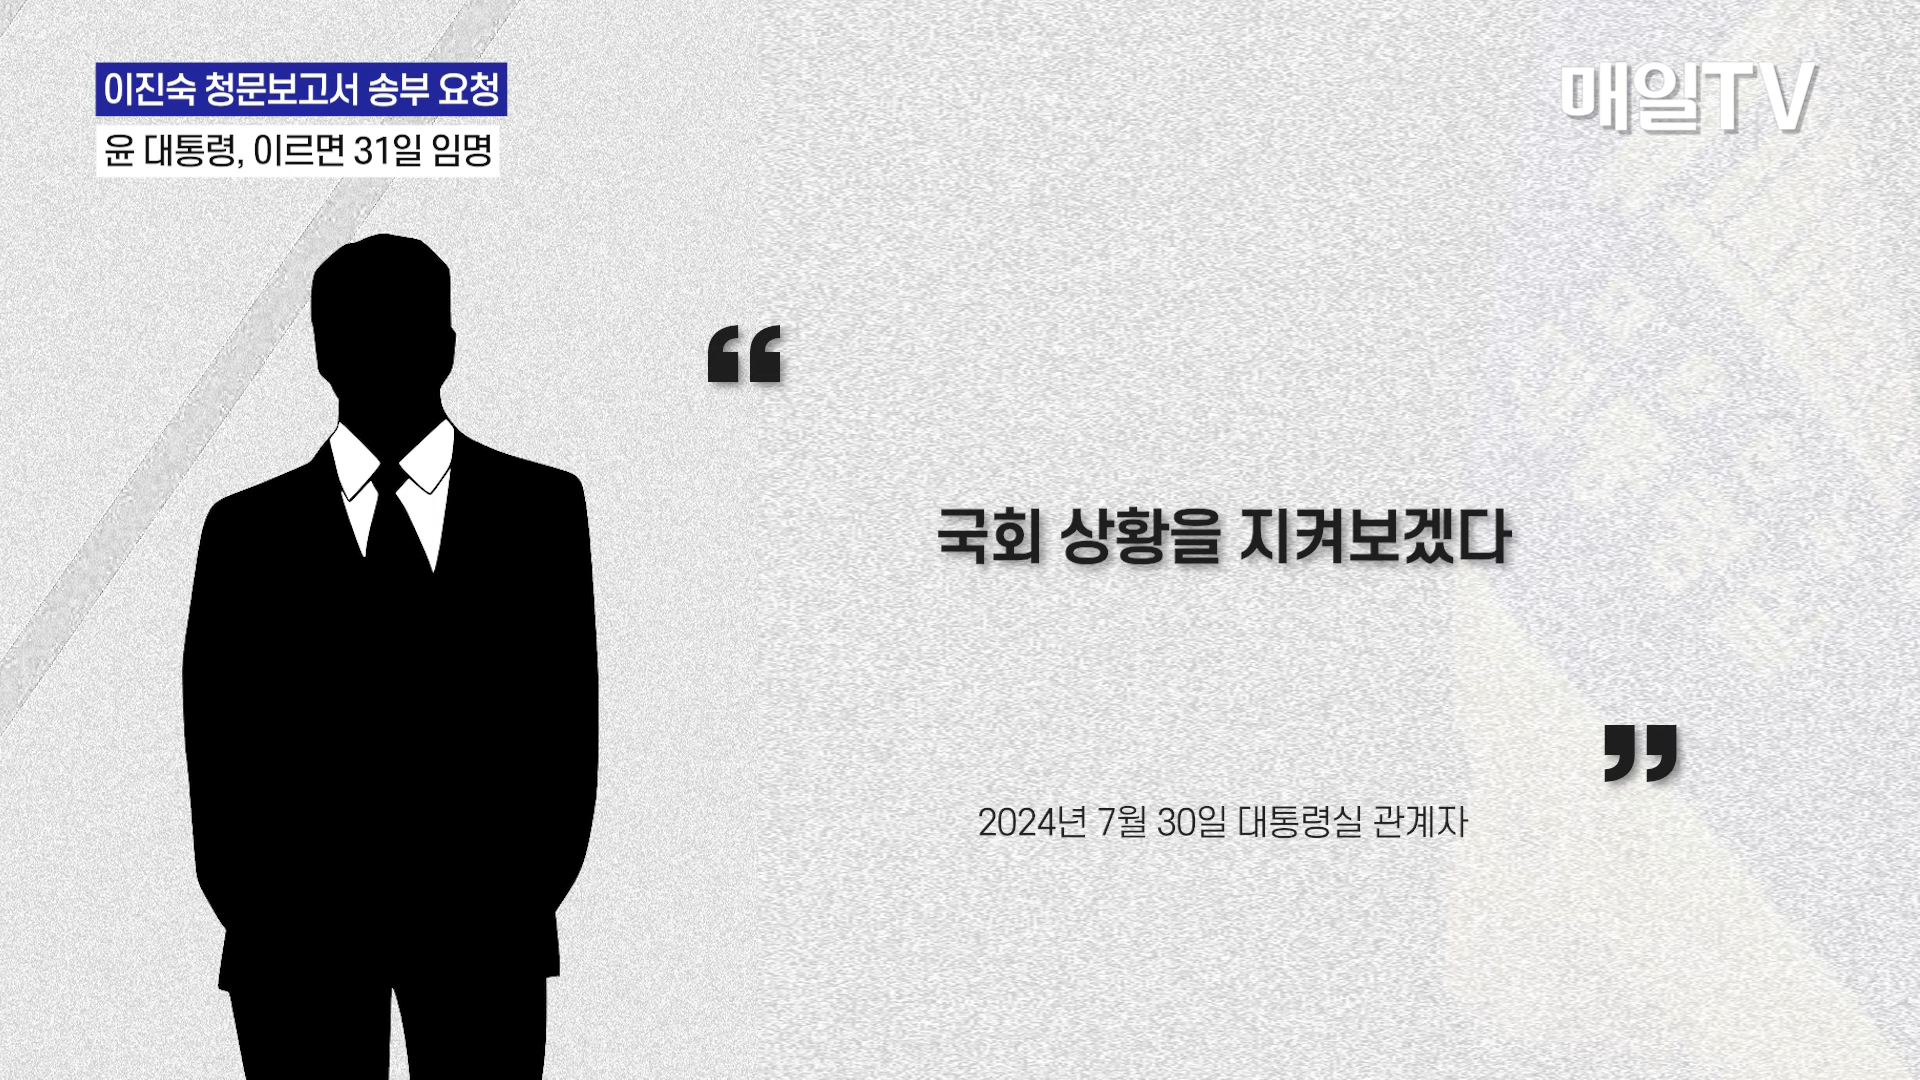 이진숙 청문보고서 송부 요청
윤 대통령, 이르면 31일 임명
매일TV
“
국회 상황을 지켜보겠다
”
2024년 7월 30일 대통령실 관계자